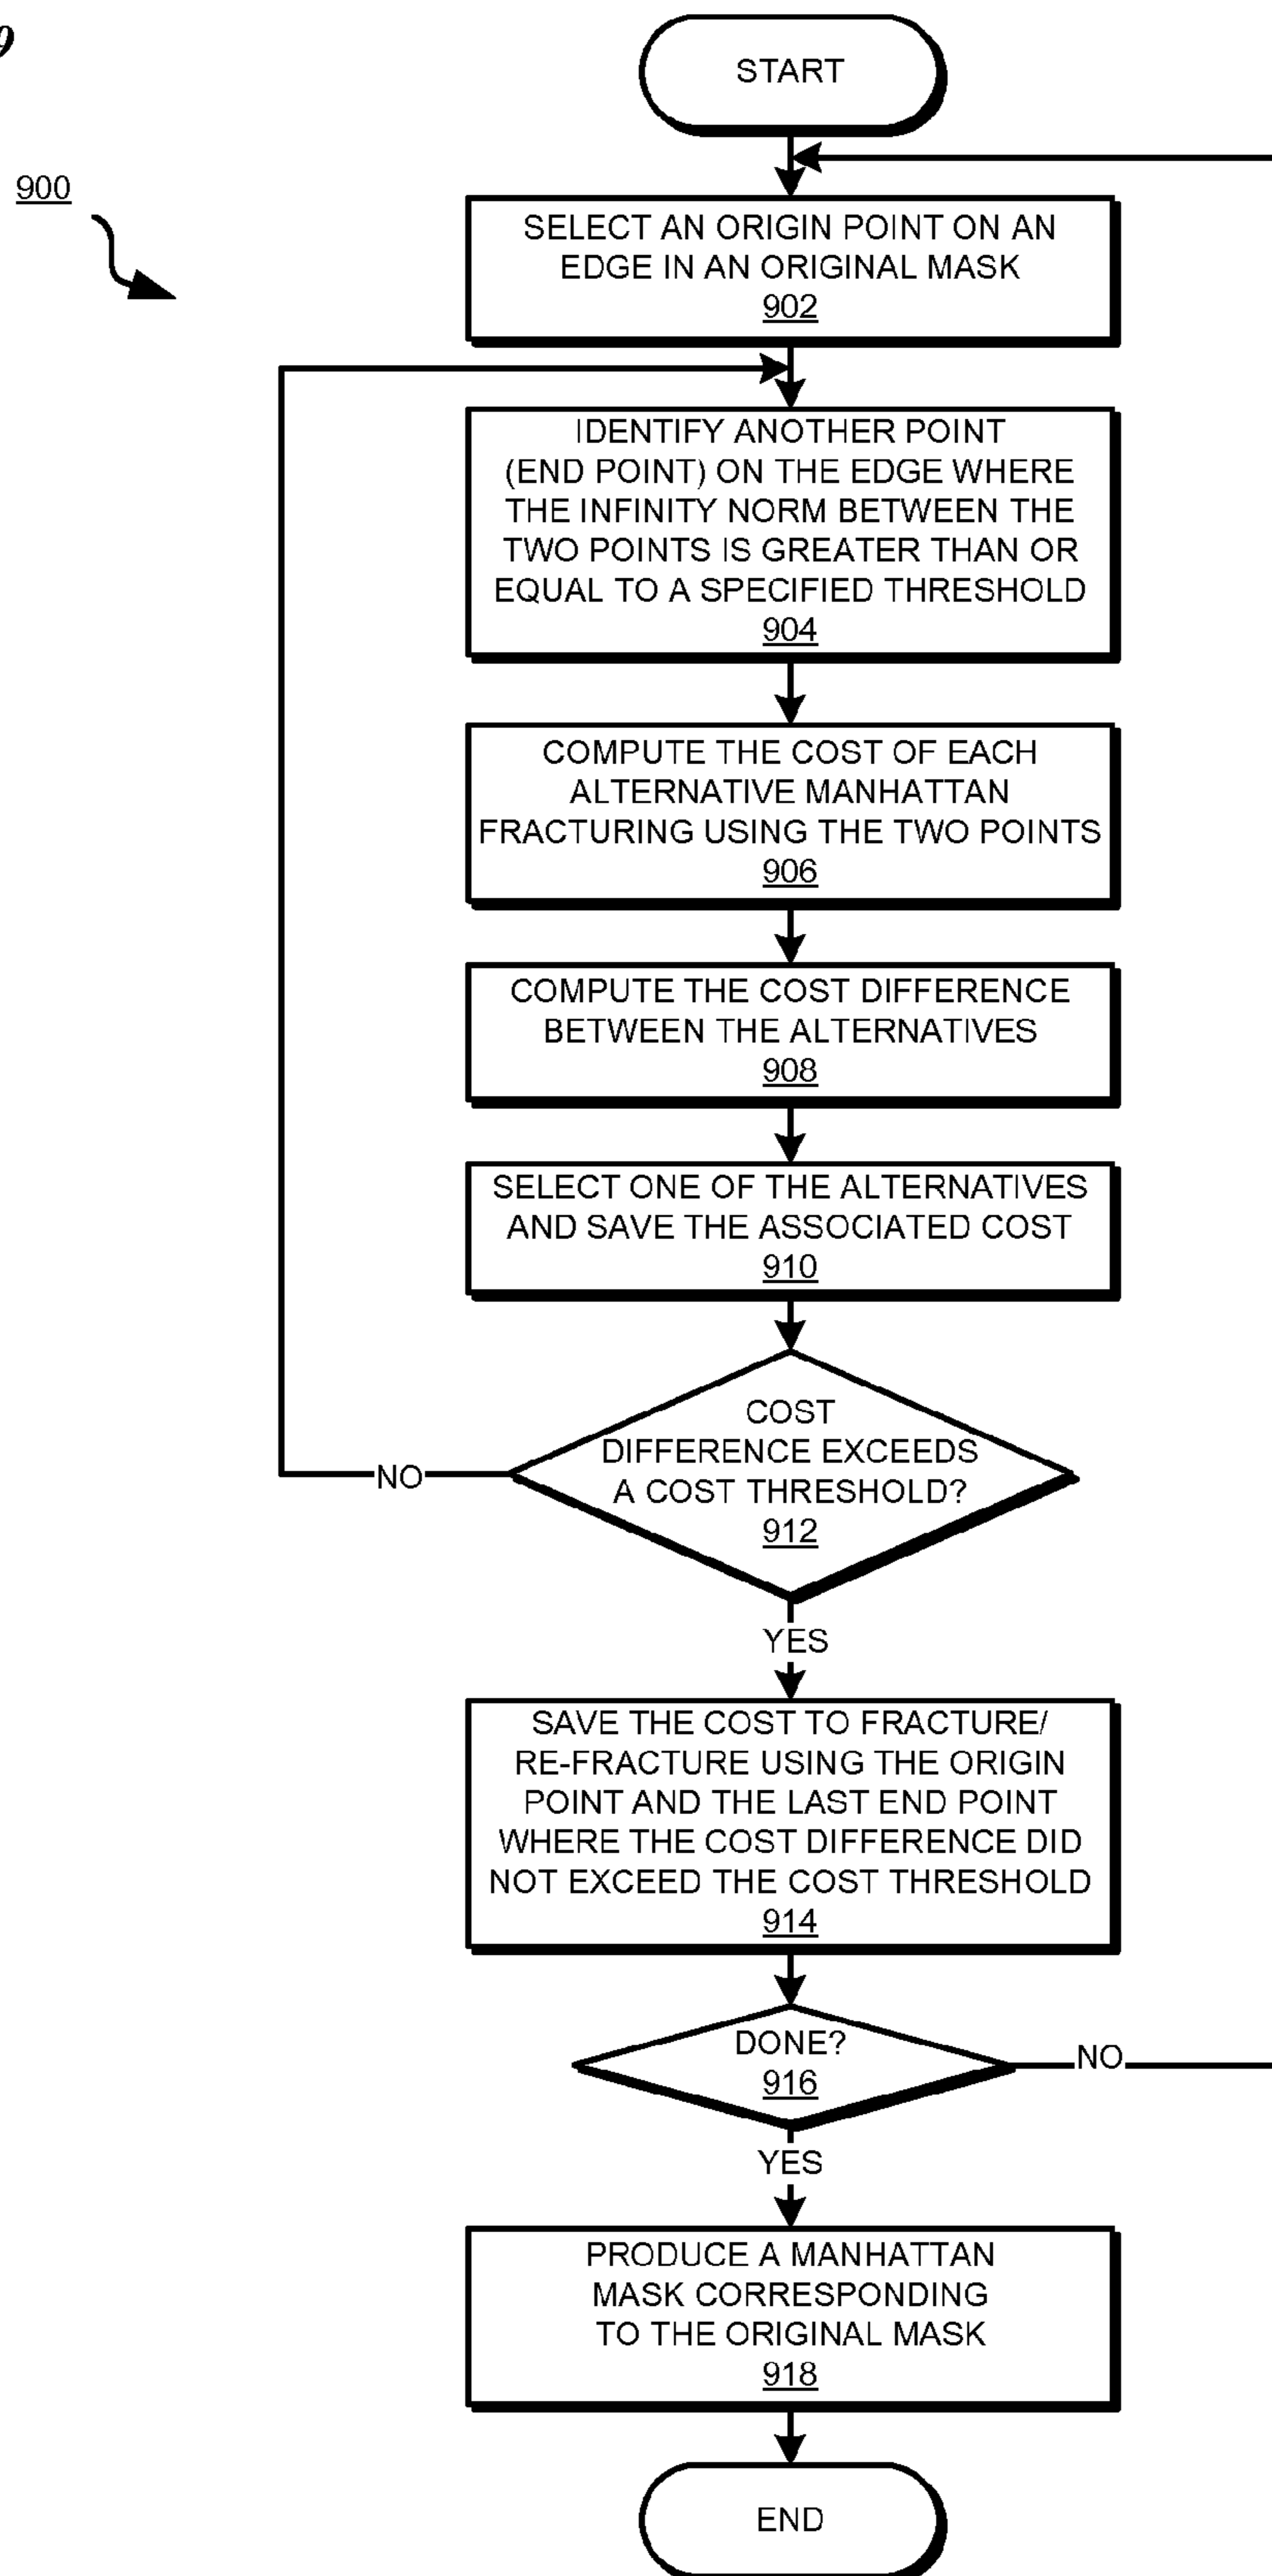 9
900
START
SELECT AN ORIGIN POINT ON AN
EDGE IN AN ORIGINAL MASK
902
IDENTIFY ANOTHER POINT
(END POINT) ON THE EDGE WHERE
THE INFINITY NORM BETWEEN THE
TWO POINTS IS GREATER THAN OR
EQUAL TO A SPECIFIED THRESHOLD
904
COMPUTE THE COST OF EACH
ALTERNATIVE MANHATTAN
FRACTURING USING THE TWO POINTS
906
COMPUTE THE COST DIFFERENCE
BETWEEN THE ALTERNATIVES
908
SELECT ONE OF THE ALTERNATIVES
AND SAVE THE ASSOCIATED COST
910
COST
DIFFERENCE EXCEEDS
A COST THRESHOLD?
912
NO
YES
SAVE THE COST TO FRACTURE/
RE-FRACTURE USING THE ORIGIN
POINT AND THE LAST END POINT
WHERE THE COST DIFFERENCE DID
NOT EXCEED THE COST THRESHOLD
914
DONE?
916
NO
YES
PRODUCE A MANHATTAN
MASK CORRESPONDING
TO THE ORIGINAL MASK
918
END